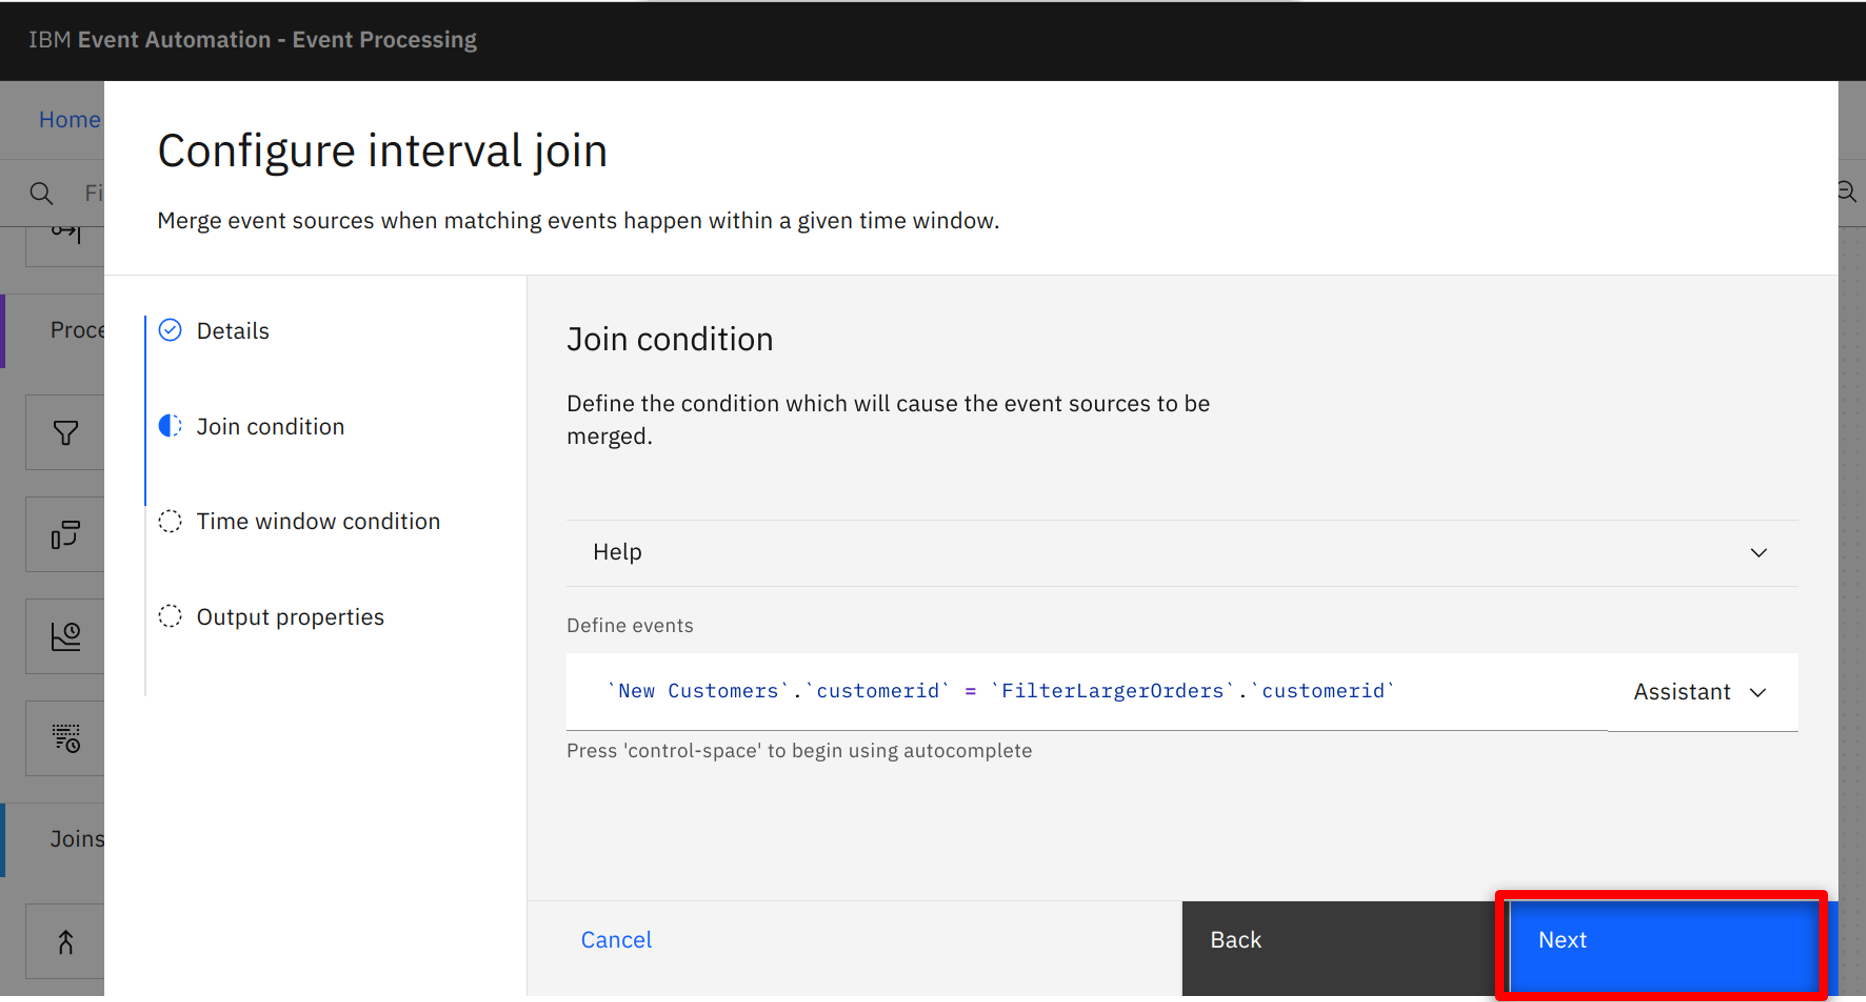 IBM Event Automation - Event Processing
Home
Configure interval join
Fi
Merge event sources when matching events happen within a given time window.
Proce
Details
Join condition
Time window condition
Output properties
Join condition
Define the condition which will cause the event sources to be
merged.
Help
Define events
`New Customers`.`customerid` = `FilterLargerOrders`.`customerid`
Assistant
Press 'control-space' to begin using autocomplete
Joins
Cancel
Back
Next